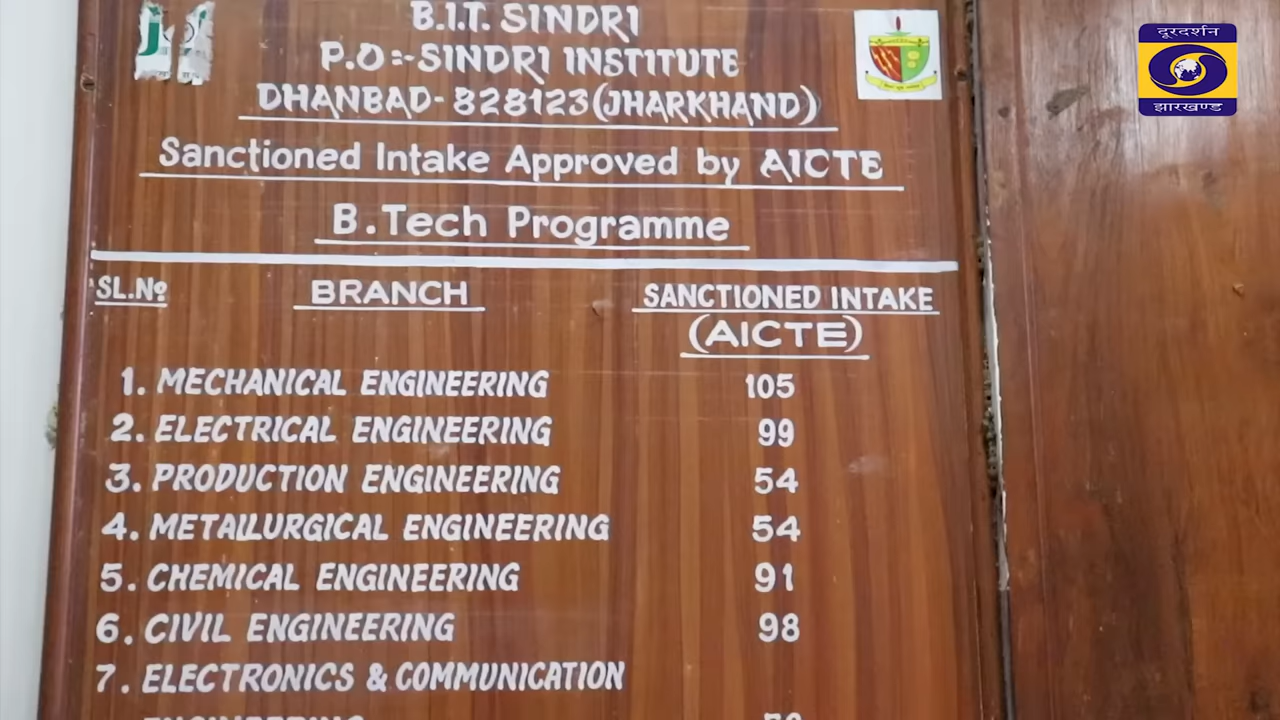 B.I.T. SINDRI
P.O:-SINDRI INSTITUTE
DHANBAD-828123(JHARKHAND)
Sanctioned Intake Approved by AICTE
B.Tech Programme
SL.Nº BRANCH SANCTIONED INTAKE
(AICTE)
1. MECHANICAL ENGINEERING 105
2. ELECTRICAL ENGINEERING 99
3. PRODUCTION ENGINEERING 54
4. METALLURGICAL ENGINEERING 54
5. CHEMICAL ENGINEERING 91
6. CIVIL ENGINEERING 98
7. ELECTRONICS & COMMUNICATION
ENGINEERING
दूरदर्शन
झारखण्ड